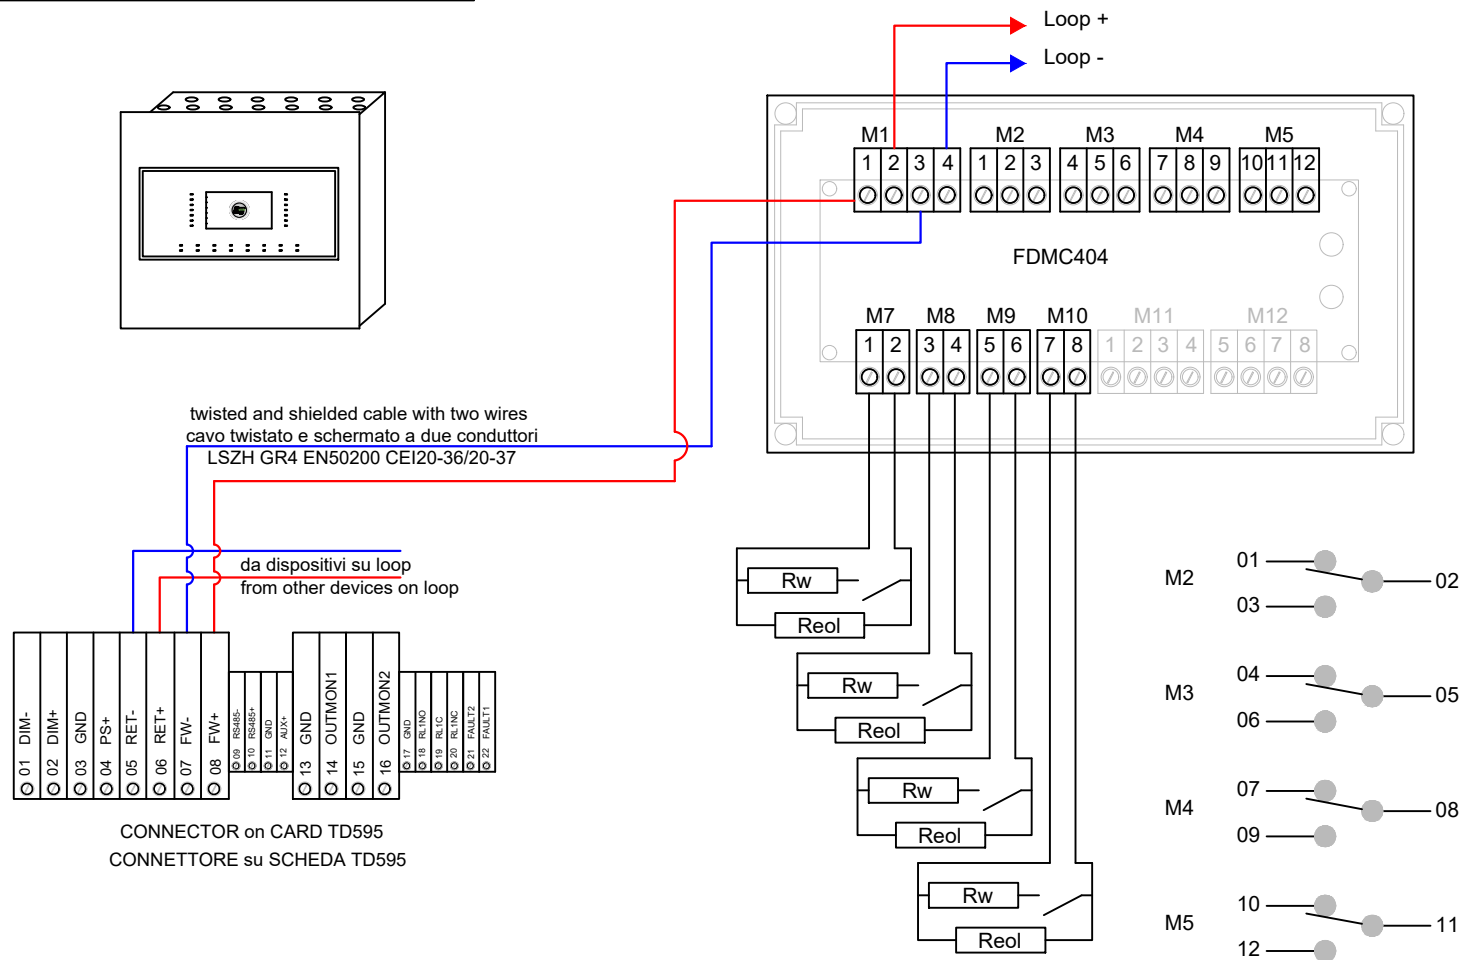 Loop +
Loop -
M1 M2 M3 M4 M5
1 2 3 4 1 2 3 4 5 6 7 8 9 10 11 12
FDMC404
M7 M8 M9 M10 M11 M12
1 2 3 4 5 6 7 8 1 2 3 4 5 6 7 8
twisted and shielded cable with two wires
cavo twistato e schermato a due conduttori
LSZH GR4 EN50200 CEI20-36/20-37
da dispositivi su loop
from other devices on loop
01 DIM-
02 DIM+
03 GND
04 PS+
05 RET-
06 RET+
07 FW-
08 FW+
09 RS485-
10 RS485+
11 GND
12 AUX+
13 GND
14 OUTMON1
15 GND
16 OUTMON2
17 GND
18 RL1NO
19 RL1C
20 RL1NC
21 FAULT2
22 FAULT1
CONNECTOR on CARD TD595
CONNETTORE su SCHEDA TD595
Rw
Reol
Rw
Reol
Rw
Reol
Rw
Reol
01
M2 02
03
04
M3 05
06
07
M4 08
09
10
M5 11
12